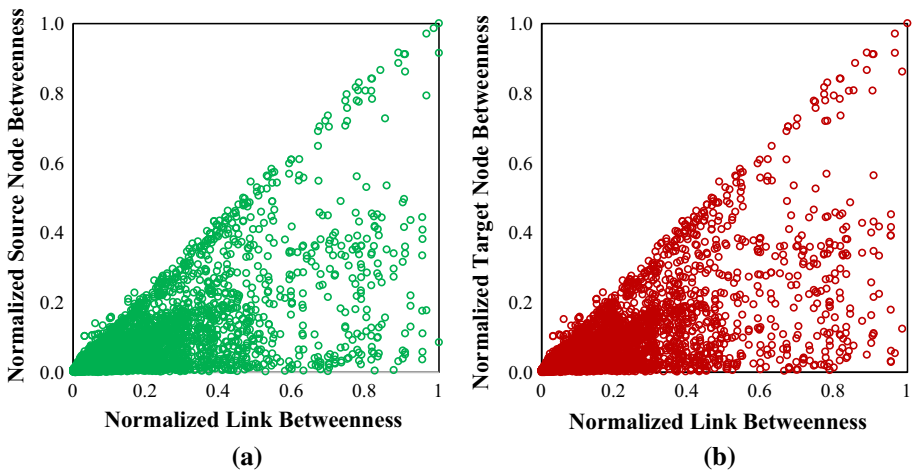 Normalized Source Node Betweenness
1.0
0.8
0.6
0.4
0.2
0.0
0 0.2 0.4 0.6 0.8 1
Normalized Link Betweenness
(a)
Normalized Target Node Betweenness
1.0
0.8
0.6
0.4
0.2
0.0
0 0.2 0.4 0.6 0.8 1
Normalized Link Betweenness
(b)